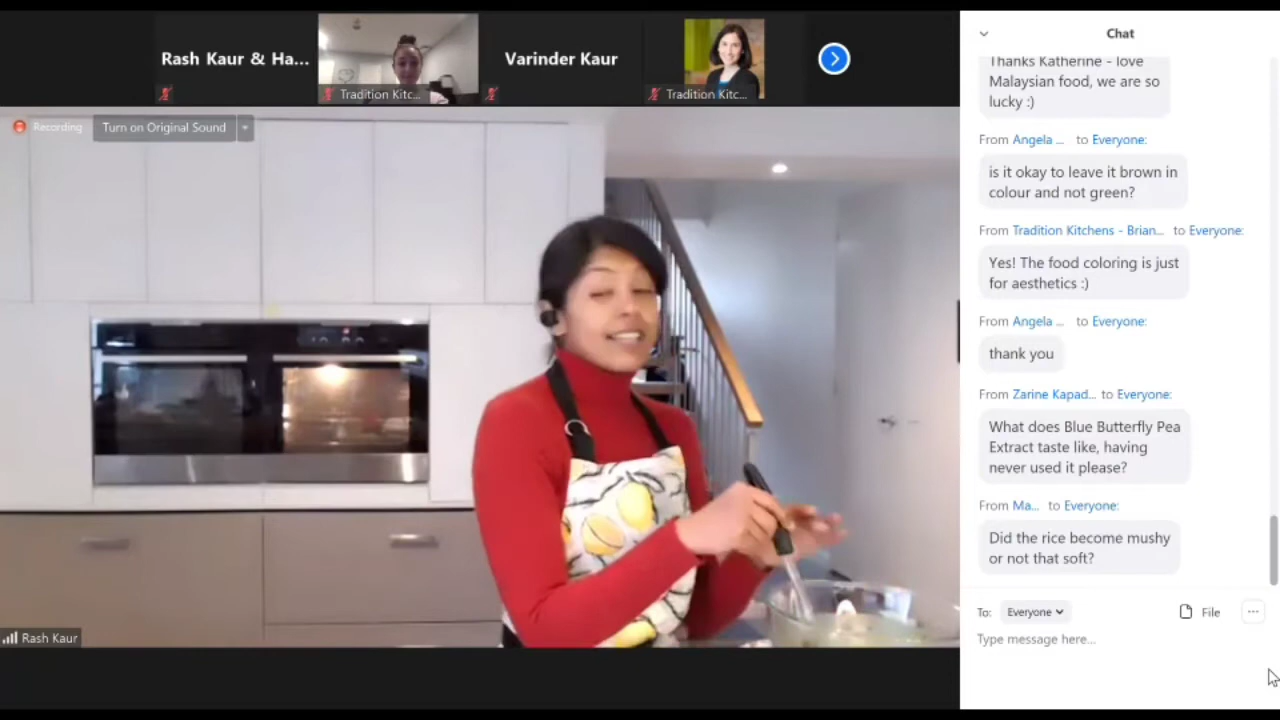 Rash Kaur & Ha...
Tradition Kitc...
Varinder Kaur
Tradition Kitc...
Recording
Turn on Original Sound
Rash Kaur
Chat
Thanks Katherine - love
Malaysian food, we are so
lucky :)
From Angela ... to Everyone:
is it okay to leave it brown in
colour and not green?
From Tradition Kitchens - Brian... to Everyone:
Yes! The food coloring is just
for aesthetics :)
From Angela ... to Everyone:
thank you
From Zarine Kapad... to Everyone:
What does Blue Butterfly Pea
Extract taste like, having
never used it please?
From Ma... to Everyone:
Did the rice become mushy
or not that soft?
To: Everyone
File
Type message here...